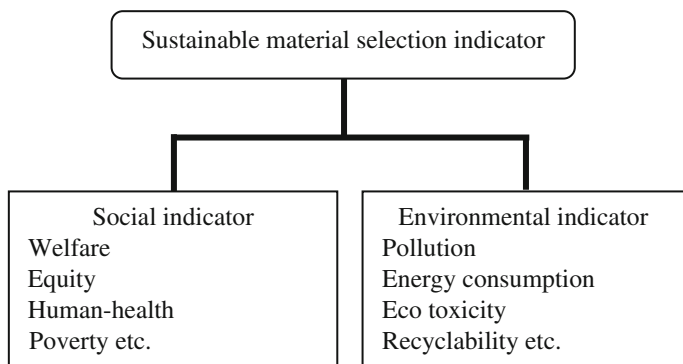 Sustainable material selection indicator
Social indicator
Welfare
Equity
Human-health
Poverty etc.
Environmental indicator
Pollution
Energy consumption
Eco toxicity
Recyclability etc.